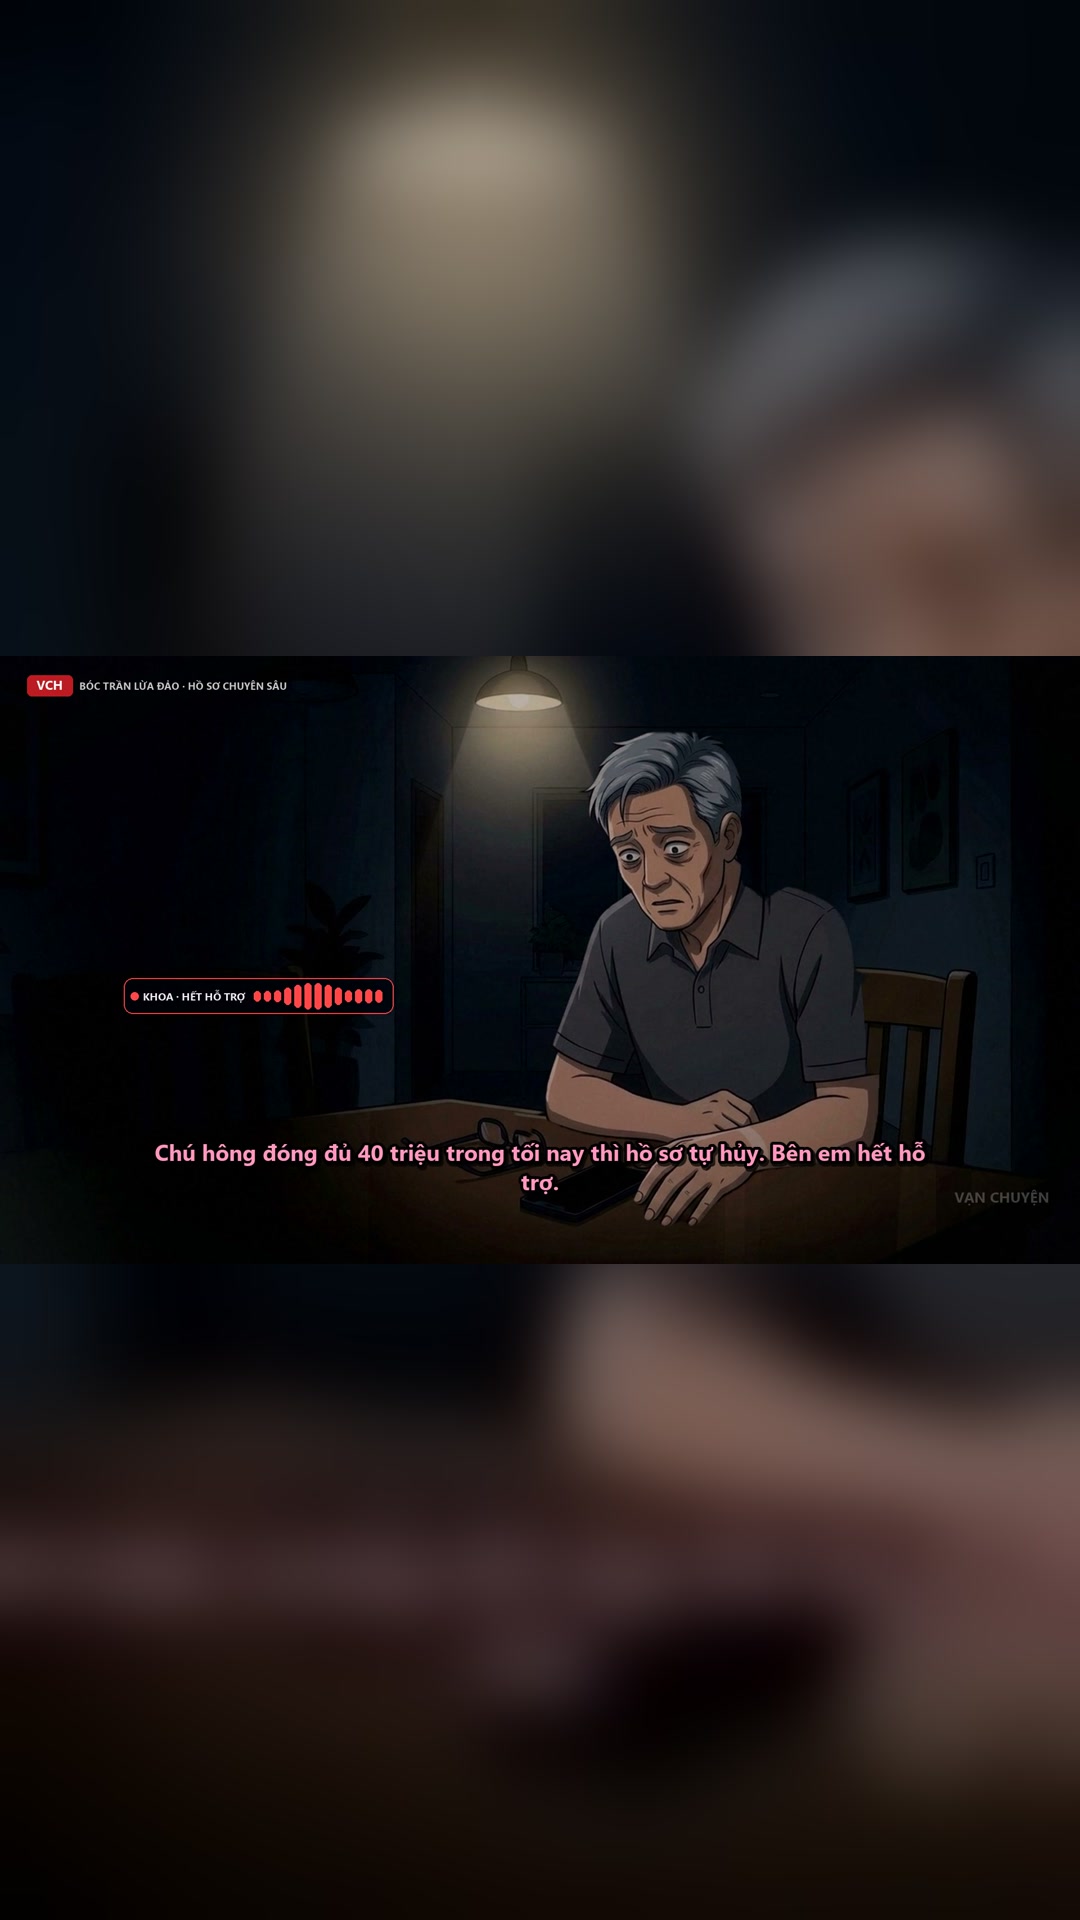 VCH BÓC TRẦN LỪA ĐẢO · HỒ SƠ CHUYÊN SÂU
KHOA · HẾT HỖ TRỢ
Chú hông đóng đủ 40 triệu trong tối nay thì hồ sơ tự hủy. Bên em hết hỗ
trợ.
VẠN CHUYỆN